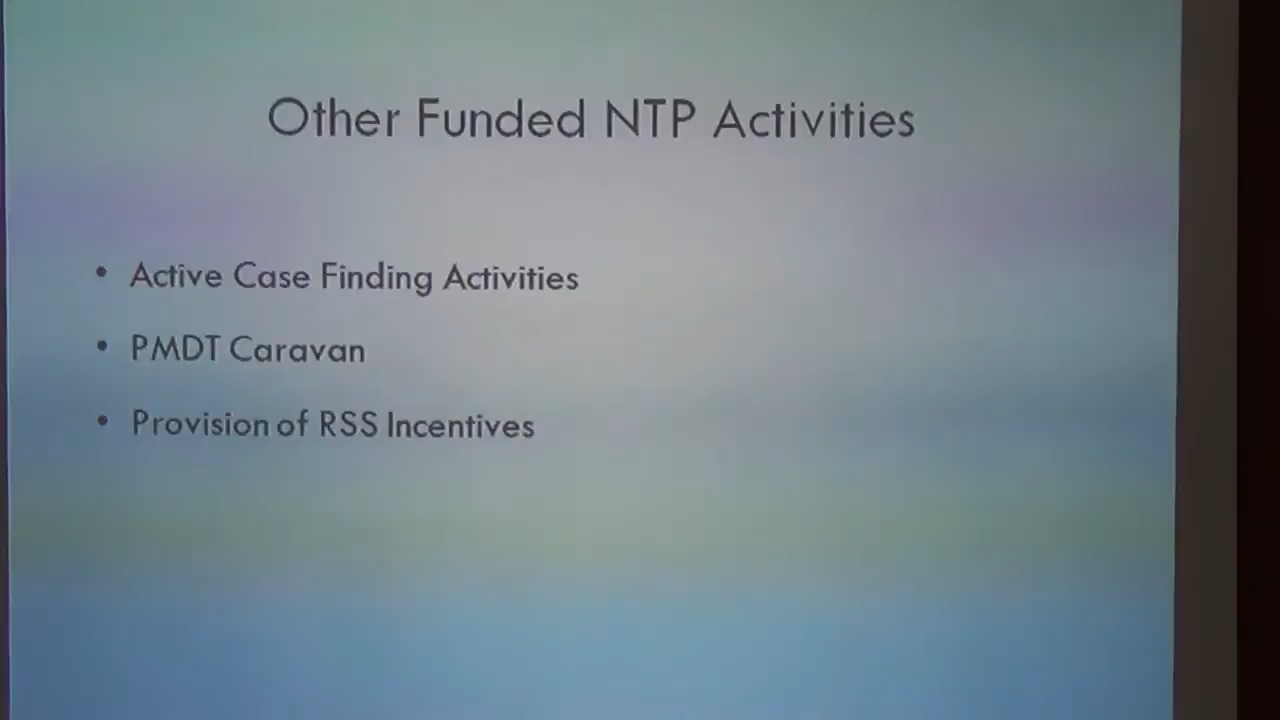 Other Funded NTP Activities
• Active Case Finding Activities
• PMDT Caravan
• Provision of RSS Incentives